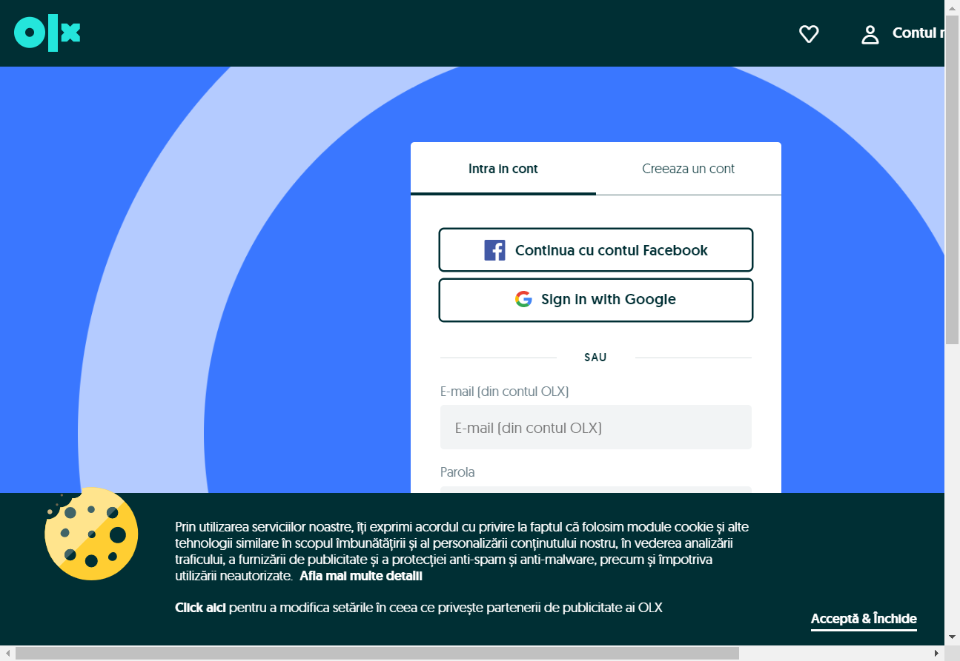 olx
Contul
Intra in cont
Creeaza un cont
Continua cu contul Facebook
Sign in with Google
SAU
E-mail (din contul OLX)
E-mail (din contul OLX)
Parola
Prin utilizarea serviciilor noastre, îți exprimi acordul cu privire la faptul că folosim module cookie și alte
tehnologii similare în scopul îmbunătățirii și al personalizării conținutului nostru, în vederea analizării
traficului, a furnizării de publicitate și a protecției anti-spam și anti-malware, precum și împotriva
utilizării neautorizate. Afla mai multe detalii
Click aici pentru a modifica setările în ceea ce privește partenerii de publicitate ai OLX
Acceptă & Închide